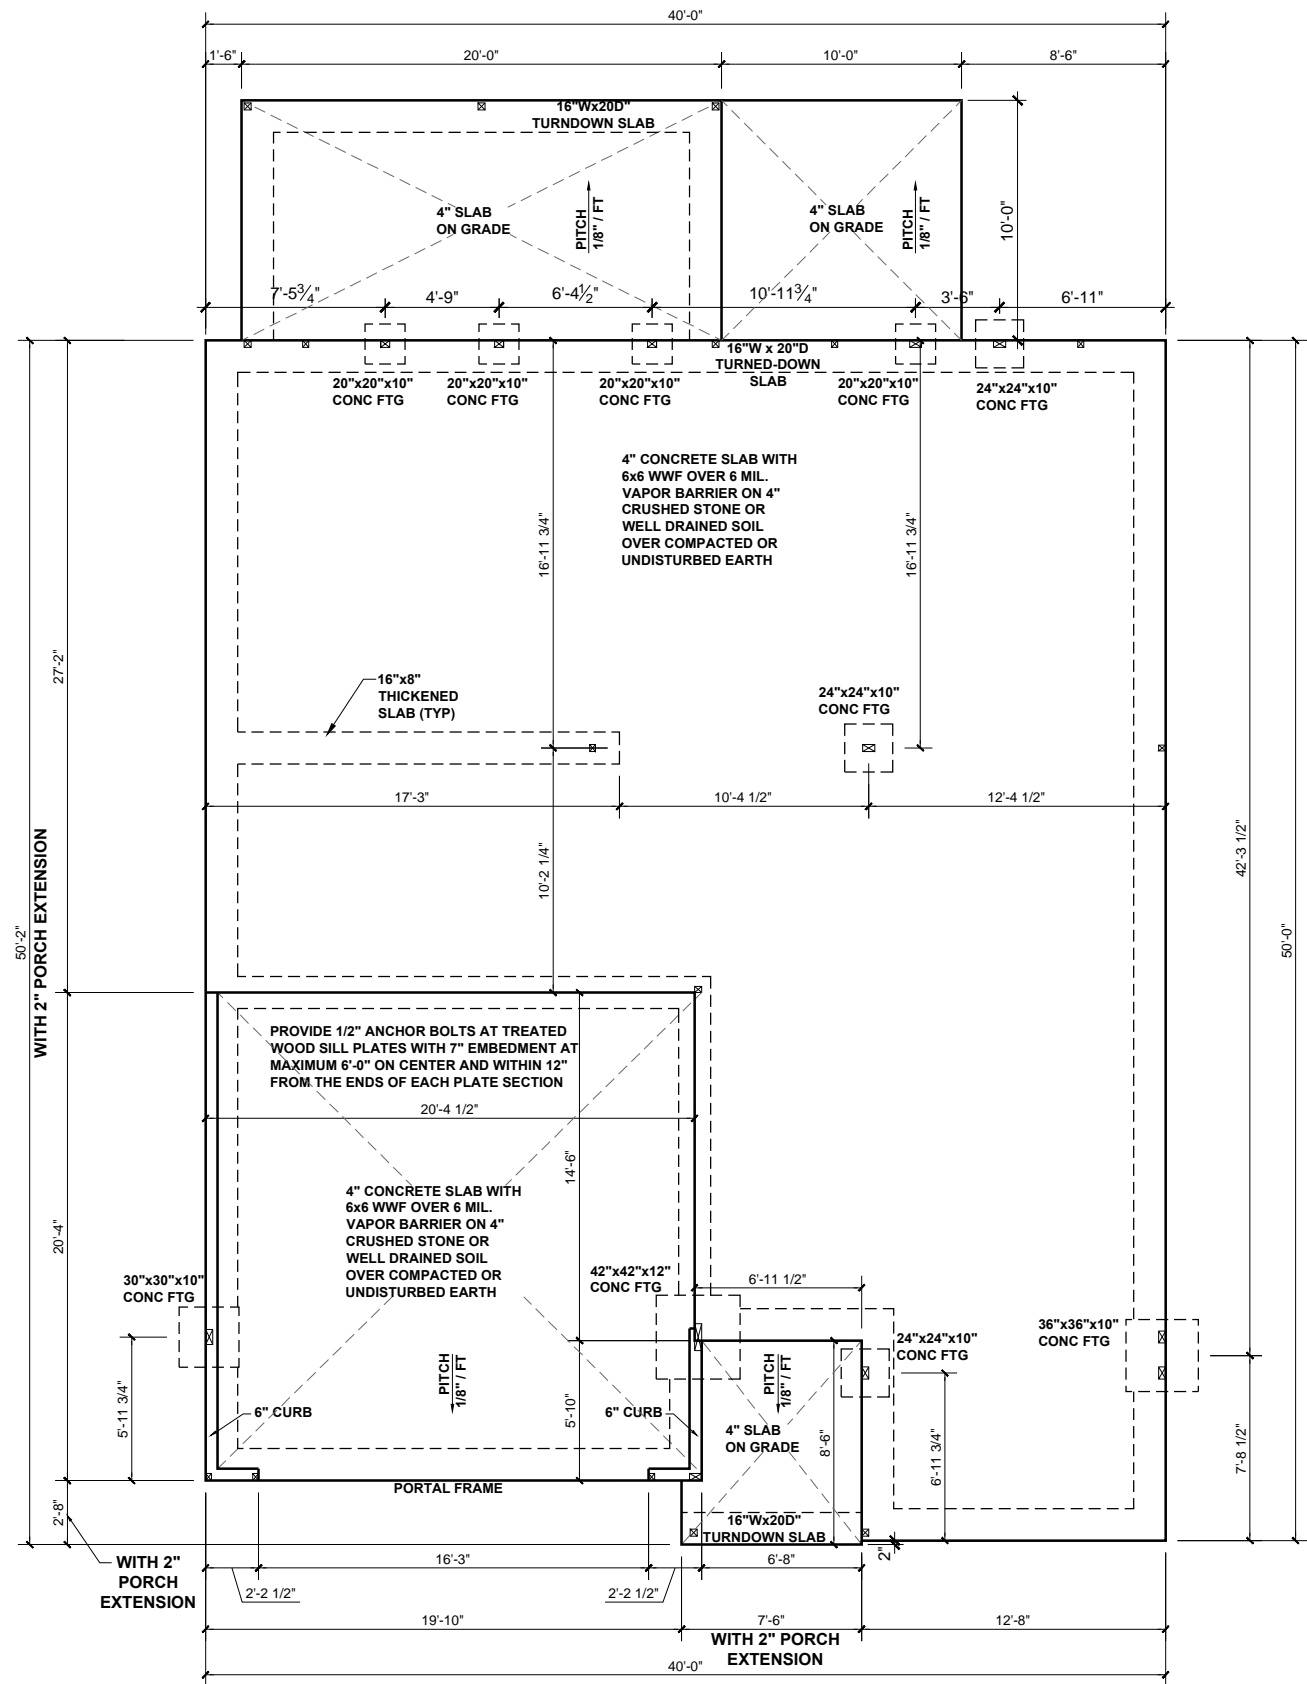 40'-0"
1'-6"
20'-0"
10'-0"
8'-6"
16"Wx20D"
TURNDOWN SLAB
4" SLAB
ON GRADE
PITCH
1/8" / FT
4" SLAB
ON GRADE
PITCH
1/8" / FT
10'-0"
7'-5 3/4"
4'-9"
6'-4 1/2"
10'-11 3/4"
3'-6"
6'-11"
16"W x 20"D
TURNED-DOWN
SLAB
20"x20"x10"
CONC FTG
20"x20"x10"
CONC FTG
20"x20"x10"
CONC FTG
20"x20"x10"
CONC FTG
24"x24"x10"
CONC FTG
4" CONCRETE SLAB WITH
6x6 WWF OVER 6 MIL.
VAPOR BARRIER ON 4"
CRUSHED STONE OR
WELL DRAINED SOIL
OVER COMPACTED OR
UNDISTURBED EARTH
16'-11 3/4"
16'-11 3/4"
27'-2"
16"x8"
THICKENED
SLAB (TYP)
24"x24"x10"
CONC FTG
17'-3"
10'-4 1/2"
12'-4 1/2"
10'-2 1/4"
42'-3 1/2"
50'-2"
WITH 2" PORCH EXTENSION
50'-0"
PROVIDE 1/2" ANCHOR BOLTS AT TREATED
WOOD SILL PLATES WITH 7" EMBEDMENT AT
MAXIMUM 6'-0" ON CENTER AND WITHIN 12"
FROM THE ENDS OF EACH PLATE SECTION
20'-4 1/2"
14'-6"
4" CONCRETE SLAB WITH
6x6 WWF OVER 6 MIL.
VAPOR BARRIER ON 4"
CRUSHED STONE OR
WELL DRAINED SOIL
OVER COMPACTED OR
UNDISTURBED EARTH
20'-4"
30"x30"x10"
CONC FTG
42"x42"x12"
CONC FTG
6'-11 1/2"
24"x24"x10"
CONC FTG
36"x36"x10"
CONC FTG
PITCH
1/8" / FT
PITCH
1/8" / FT
5'-11 3/4"
6" CURB
6" CURB
5'-10"
4" SLAB
ON GRADE
8'-6"
6'-11 3/4"
7'-8 1/2"
PORTAL FRAME
2'-8"
16"Wx20D"
TURNDOWN SLAB
2"
WITH 2"
PORCH
EXTENSION
16'-3"
6'-8"
2'-2 1/2"
2'-2 1/2"
19'-10"
7'-6"
12'-8"
WITH 2" PORCH
EXTENSION
40'-0"